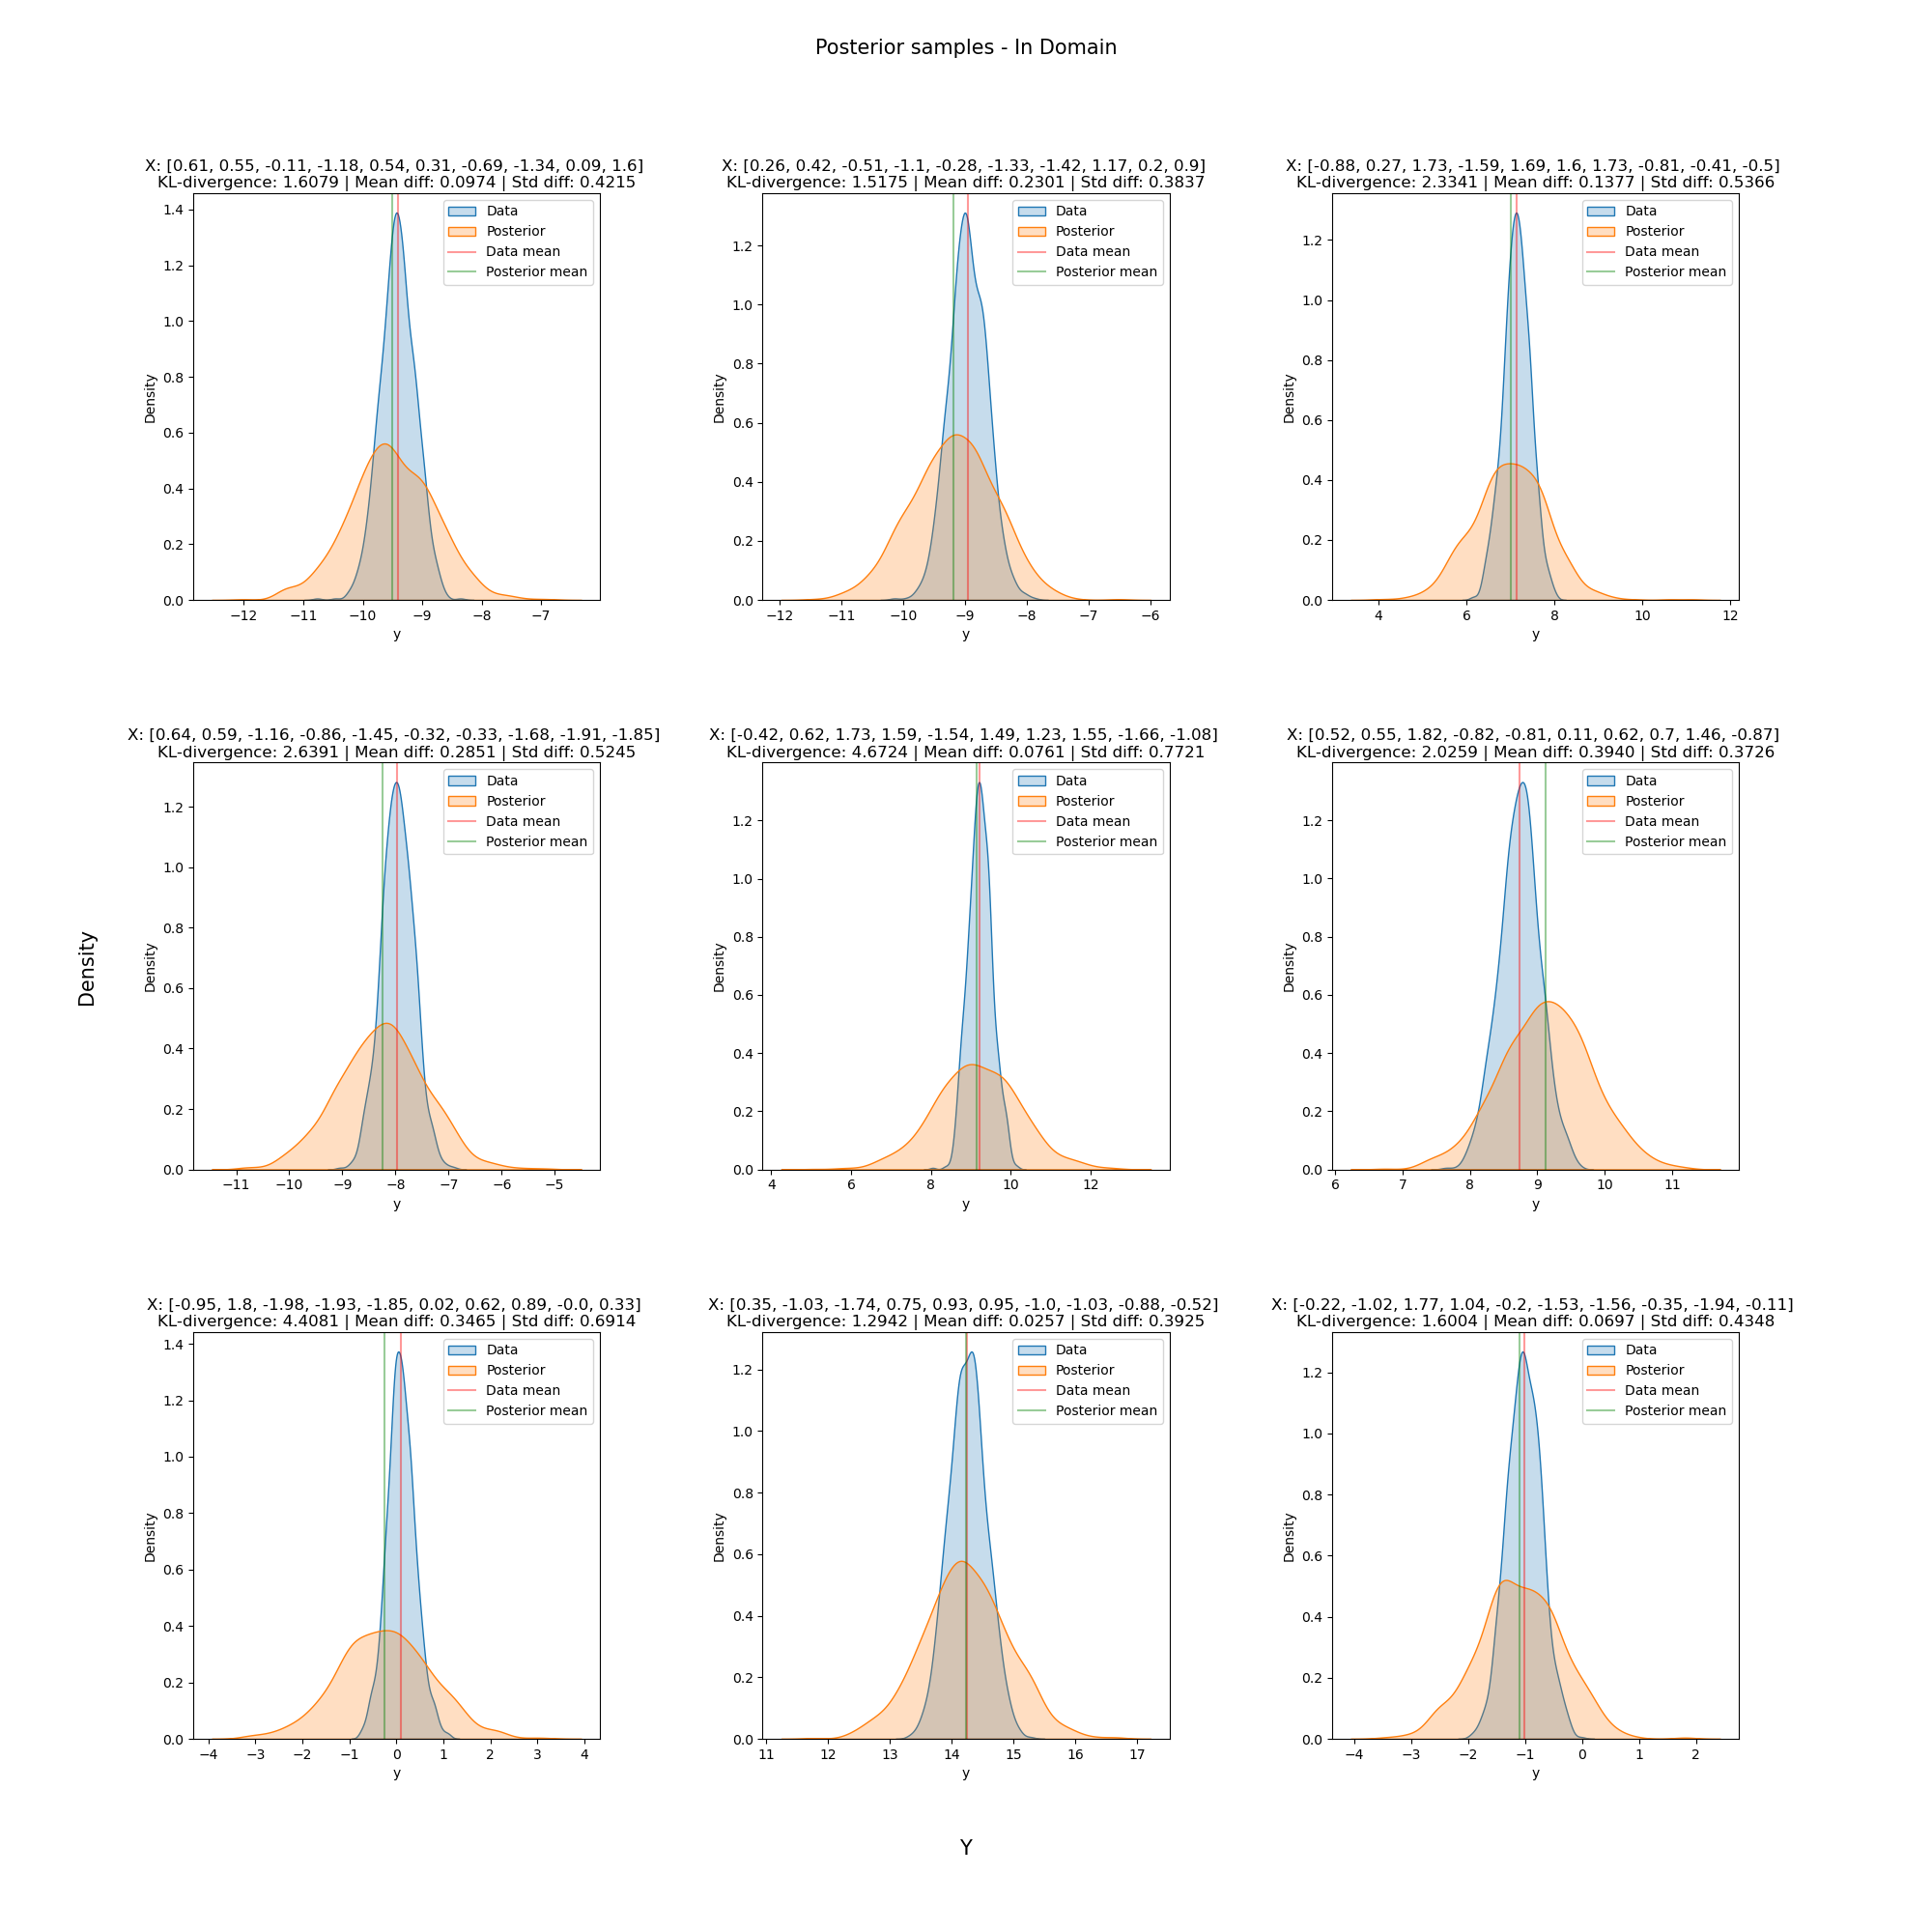 Posterior samples - In Domain
X: [0.61, 0.55, -0.11, -1.18, 0.54, 0.31, -0.69, -1.34, 0.09, 1.6]
KL-divergence: 1.6079 | Mean diff: 0.0974 | Std diff: 0.4215
1.4
1.2
1.0
0.8
0.6
0.4
0.2
0.0
Density
Data
Posterior
Data mean
Posterior mean
−12 −11 −10 −9 −8 −7
y
X: [0.26, 0.42, -0.51, -1.1, -0.28, -1.33, -1.42, 1.17, 0.2, 0.9]
KL-divergence: 1.5175 | Mean diff: 0.2301 | Std diff: 0.3837
1.2
1.0
0.8
0.6
0.4
0.2
0.0
Density
Data
Posterior
Data mean
Posterior mean
−12 −11 −10 −9 −8 −7 −6
y
X: [-0.88, 0.27, 1.73, -1.59, 1.69, 1.6, 1.73, -0.81, -0.41, -0.5]
KL-divergence: 2.3341 | Mean diff: 0.1377 | Std diff: 0.5366
1.2
1.0
0.8
0.6
0.4
0.2
0.0
Density
Data
Posterior
Data mean
Posterior mean
4 6 8 10 12
y
Density
X: [0.64, 0.59, -1.16, -0.86, -1.45, -0.32, -0.33, -1.68, -1.91, -1.85]
KL-divergence: 2.6391 | Mean diff: 0.2851 | Std diff: 0.5245
1.2
1.0
0.8
0.6
0.4
0.2
0.0
Density
Data
Posterior
Data mean
Posterior mean
−11 −10 −9 −8 −7 −6 −5
y
X: [-0.42, 0.62, 1.73, 1.59, -1.54, 1.49, 1.23, 1.55, -1.66, -1.08]
KL-divergence: 4.6724 | Mean diff: 0.0761 | Std diff: 0.7721
1.2
1.0
0.8
0.6
0.4
0.2
0.0
Density
Data
Posterior
Data mean
Posterior mean
4 6 8 10 12
y
X: [0.52, 0.55, 1.82, -0.82, -0.81, 0.11, 0.62, 0.7, 1.46, -0.87]
KL-divergence: 2.0259 | Mean diff: 0.3940 | Std diff: 0.3726
1.2
1.0
0.8
0.6
0.4
0.2
0.0
Density
Data
Posterior
Data mean
Posterior mean
6 7 8 9 10 11
y
X: [-0.95, 1.8, -1.98, -1.93, -1.85, 0.02, 0.62, 0.89, -0.0, 0.33]
KL-divergence: 4.4081 | Mean diff: 0.3465 | Std diff: 0.6914
1.4
1.2
1.0
0.8
0.6
0.4
0.2
0.0
Density
Data
Posterior
Data mean
Posterior mean
−4 −3 −2 −1 0 1 2 3 4
y
X: [0.35, -1.03, -1.74, 0.75, 0.93, 0.95, -1.0, -1.03, -0.88, -0.52]
KL-divergence: 1.2942 | Mean diff: 0.0257 | Std diff: 0.3925
1.2
1.0
0.8
0.6
0.4
0.2
0.0
Density
Data
Posterior
Data mean
Posterior mean
11 12 13 14 15 16 17
y
X: [-0.22, -1.02, 1.77, 1.04, -0.2, -1.53, -1.56, -0.35, -1.94, -0.11]
KL-divergence: 1.6004 | Mean diff: 0.0697 | Std diff: 0.4348
1.2
1.0
0.8
0.6
0.4
0.2
0.0
Density
Data
Posterior
Data mean
Posterior mean
−4 −3 −2 −1 0 1 2
y
Y